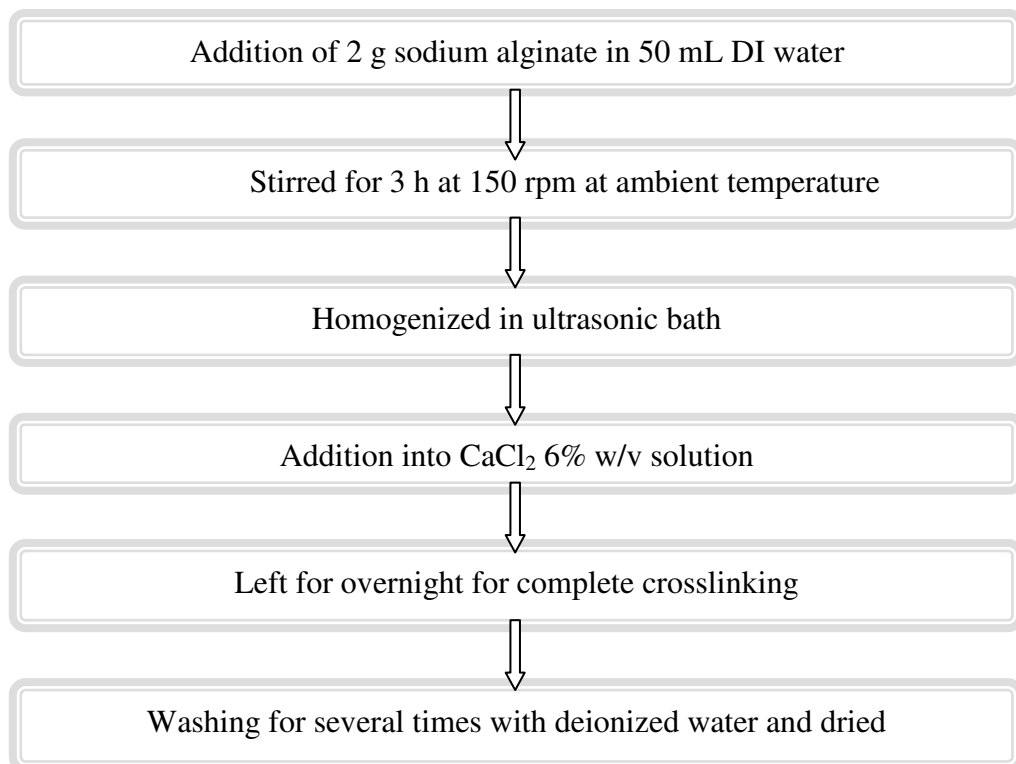 Addition of 2 g sodium alginate in 50 mL DI water
Stirred for 3 h at 150 rpm at ambient temperature
Homogenized in ultrasonic bath
Addition into CaCl₂ 6% w/v solution
Left for overnight for complete crosslinking
Washing for several times with deionized water and dried